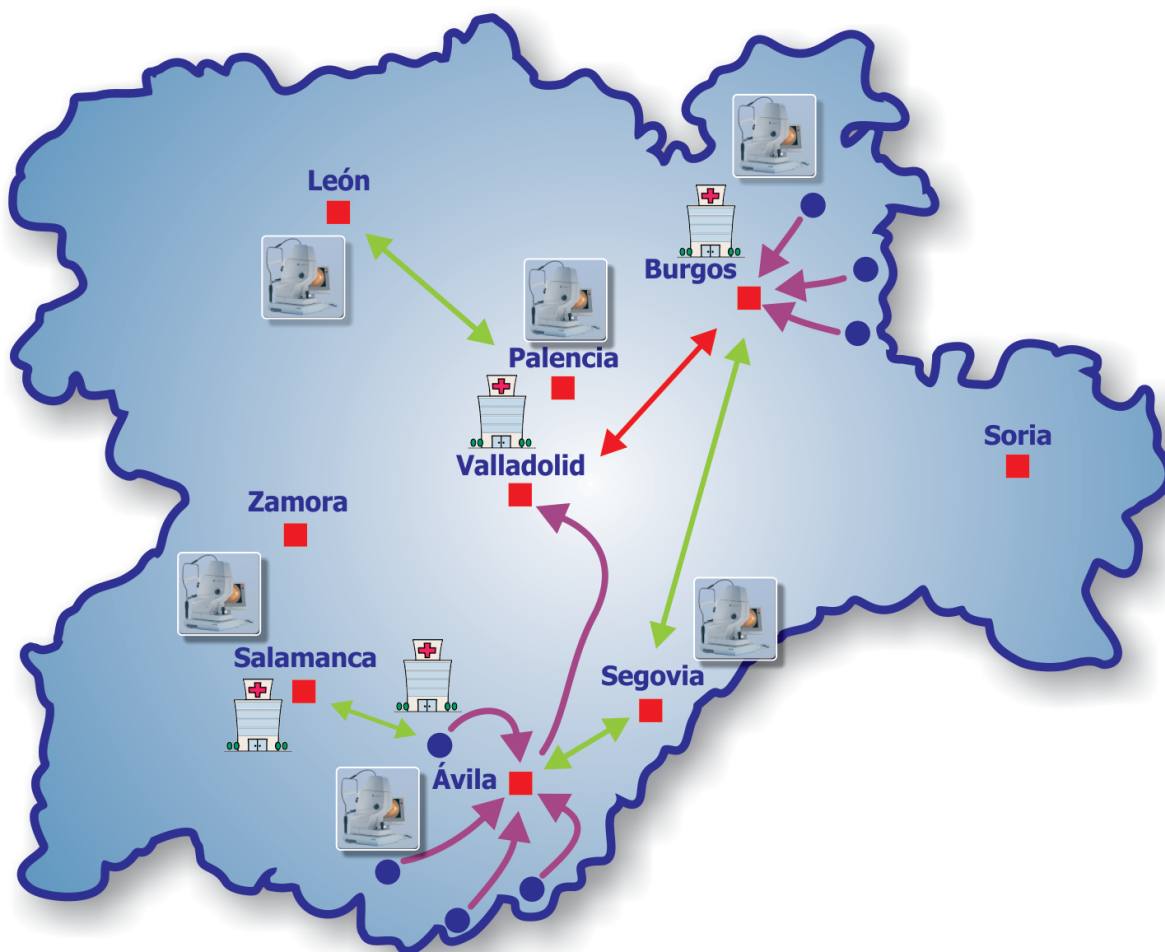 León
Burgos
Palencia
Soria
Valladolid
Zamora
Salamanca
Segovia
Ávila